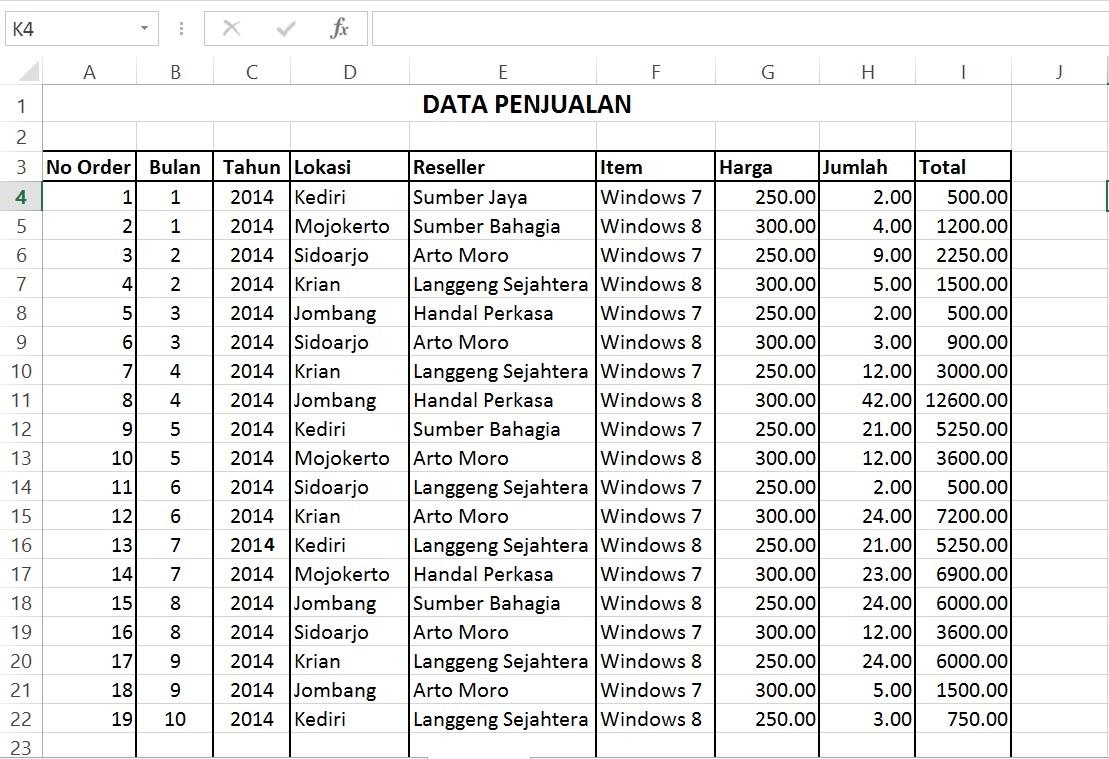 K4 fx
A B C D E F G H I J
1 DATA PENJUALAN
2
3 No Order Bulan Tahun Lokasi Reseller Item Harga Jumlah Total
4 1 1 2014 Kediri Sumber Jaya Windows 7 250.00 2.00 500.00
5 2 1 2014 Mojokerto Sumber Bahagia Windows 8 300.00 4.00 1200.00
6 3 2 2014 Sidoarjo Arto Moro Windows 7 250.00 9.00 2250.00
7 4 2 2014 Krian Langgeng Sejahtera Windows 8 300.00 5.00 1500.00
8 5 3 2014 Jombang Handal Perkasa Windows 7 250.00 2.00 500.00
9 6 3 2014 Sidoarjo Arto Moro Windows 8 300.00 3.00 900.00
10 7 4 2014 Krian Langgeng Sejahtera Windows 7 250.00 12.00 3000.00
11 8 4 2014 Jombang Handal Perkasa Windows 8 300.00 42.00 12600.00
12 9 5 2014 Kediri Sumber Bahagia Windows 7 250.00 21.00 5250.00
13 10 5 2014 Mojokerto Arto Moro Windows 8 300.00 12.00 3600.00
14 11 6 2014 Sidoarjo Langgeng Sejahtera Windows 7 250.00 2.00 500.00
15 12 6 2014 Krian Arto Moro Windows 7 300.00 24.00 7200.00
16 13 7 2014 Kediri Langgeng Sejahtera Windows 8 250.00 21.00 5250.00
17 14 7 2014 Mojokerto Handal Perkasa Windows 7 300.00 23.00 6900.00
18 15 8 2014 Jombang Sumber Bahagia Windows 8 250.00 24.00 6000.00
19 16 8 2014 Sidoarjo Arto Moro Windows 7 300.00 12.00 3600.00
20 17 9 2014 Krian Langgeng Sejahtera Windows 8 250.00 24.00 6000.00
21 18 9 2014 Jombang Arto Moro Windows 7 300.00 5.00 1500.00
22 19 10 2014 Kediri Langgeng Sejahtera Windows 8 250.00 3.00 750.00
23